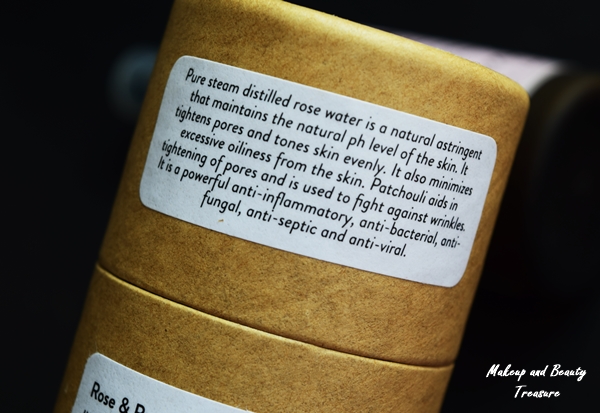 Pure steam distilled rose water is a natural astringent
that maintains the natural ph level of the skin. It
tightens pores and tones skin evenly. It also minimizes
excessive oiliness from the skin. Patchouli aids in
tightening of pores and is used to fight against wrinkles.
It is a powerful anti-inflammatory, anti-bacterial, anti-
fungal, anti-septic and anti-viral.
Rose &
Makeup and Beauty
Treasure